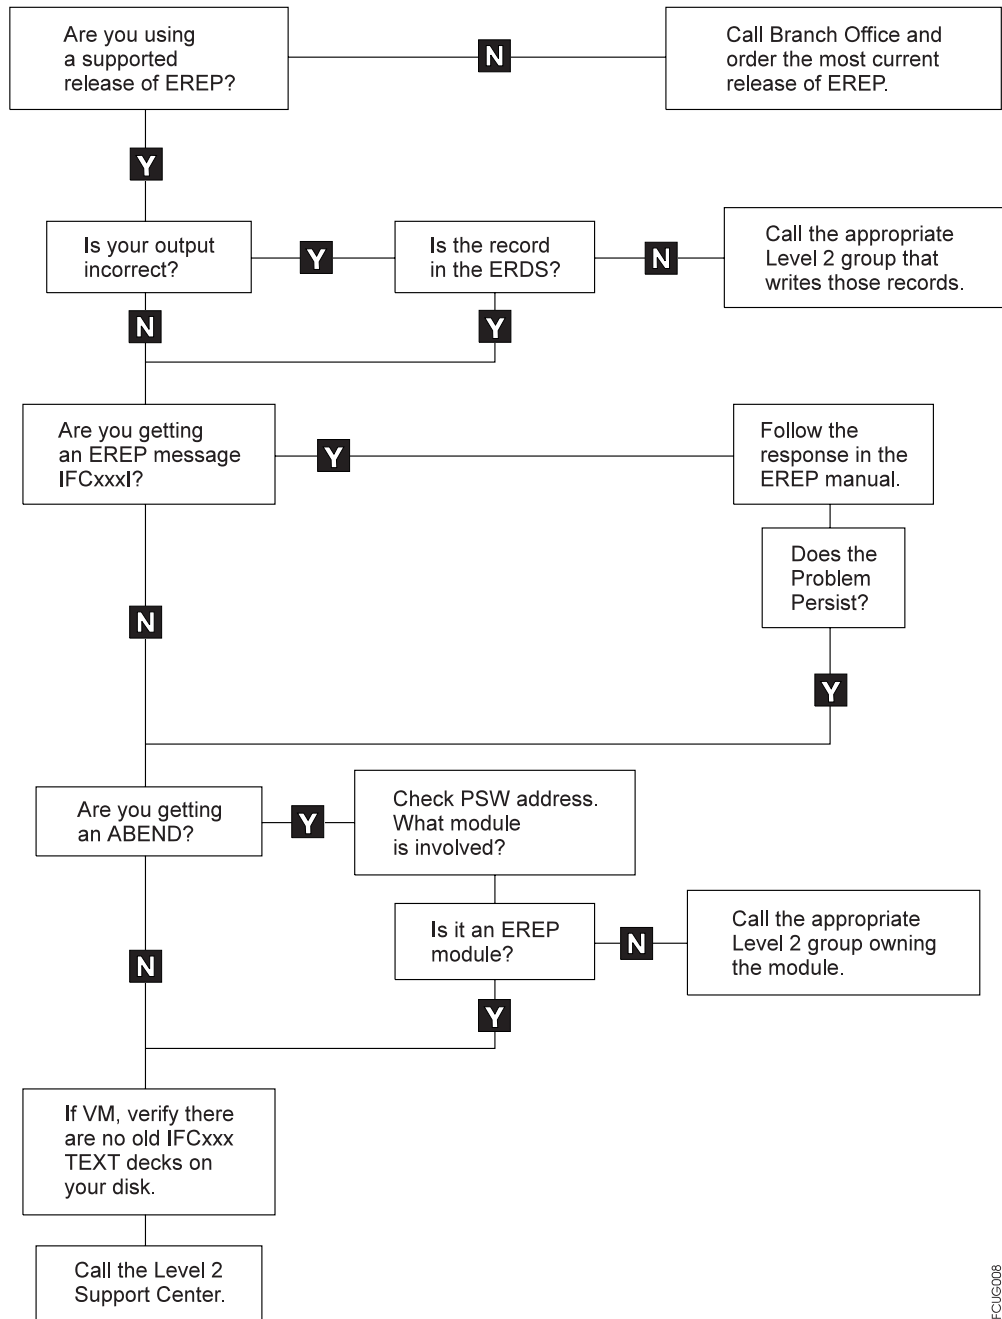 Are you using
a supported
release of EREP?
N
Call Branch Office and
order the most current
release of EREP.
Y
Is your output
incorrect?
Y
Is the record
in the ERDS?
N
Call the appropriate
Level 2 group that
writes those records.
N
Y
Are you getting
an EREP message
IFCxxxI?
Y
Follow the
response in the
EREP manual.
Does the
Problem
Persist?
N
Y
Are you getting
an ABEND?
Y
Check PSW address.
What module
is involved?
Is it an EREP
module?
N
Call the appropriate
Level 2 group owning
the module.
N
Y
If VM, verify there
are no old IFCxxx
TEXT decks on
your disk.
Call the Level 2
Support Center.
FCUG008